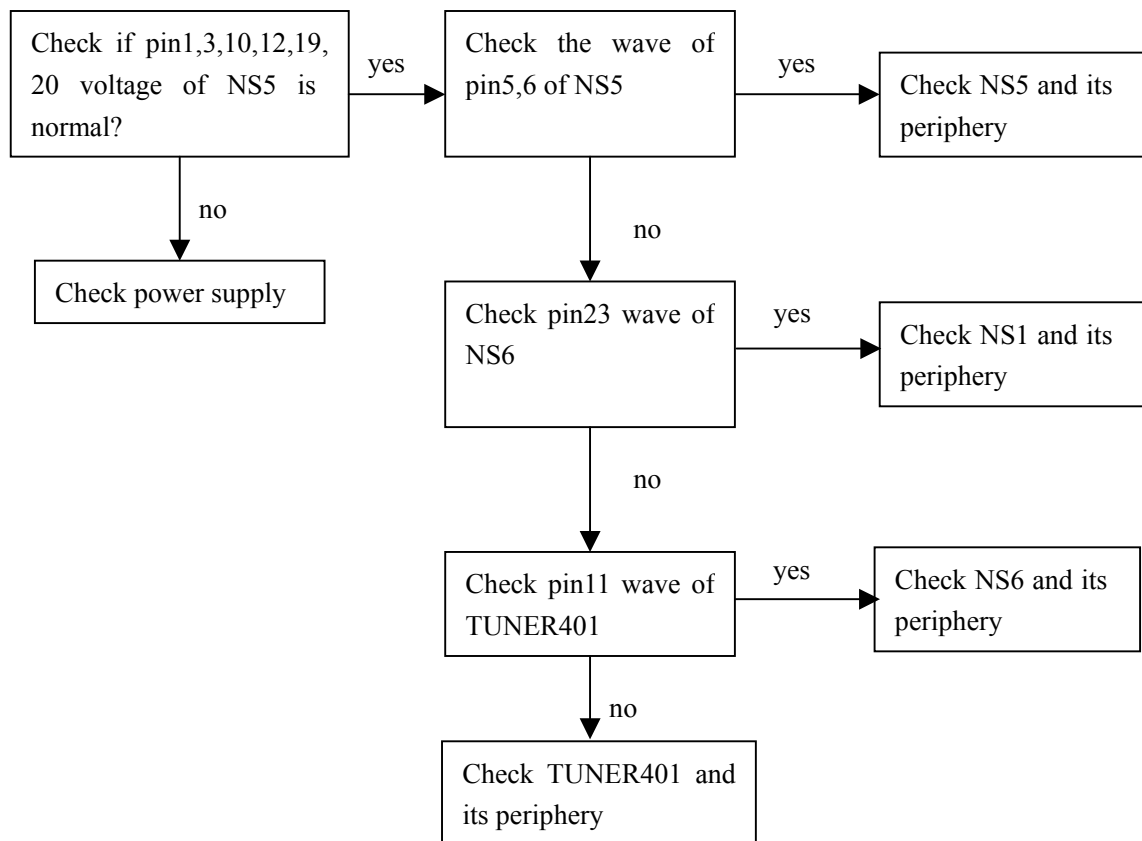 Check if pin1,3,10,12,19,
20 voltage of NS5 is
normal?
yes
Check the wave of
pin5,6 of NS5
yes
Check NS5 and its
periphery
no
Check power supply
no
Check pin23 wave of
NS6
yes
Check NS1 and its
periphery
no
Check pin11 wave of
TUNER401
yes
Check NS6 and its
periphery
no
Check TUNER401 and
its periphery